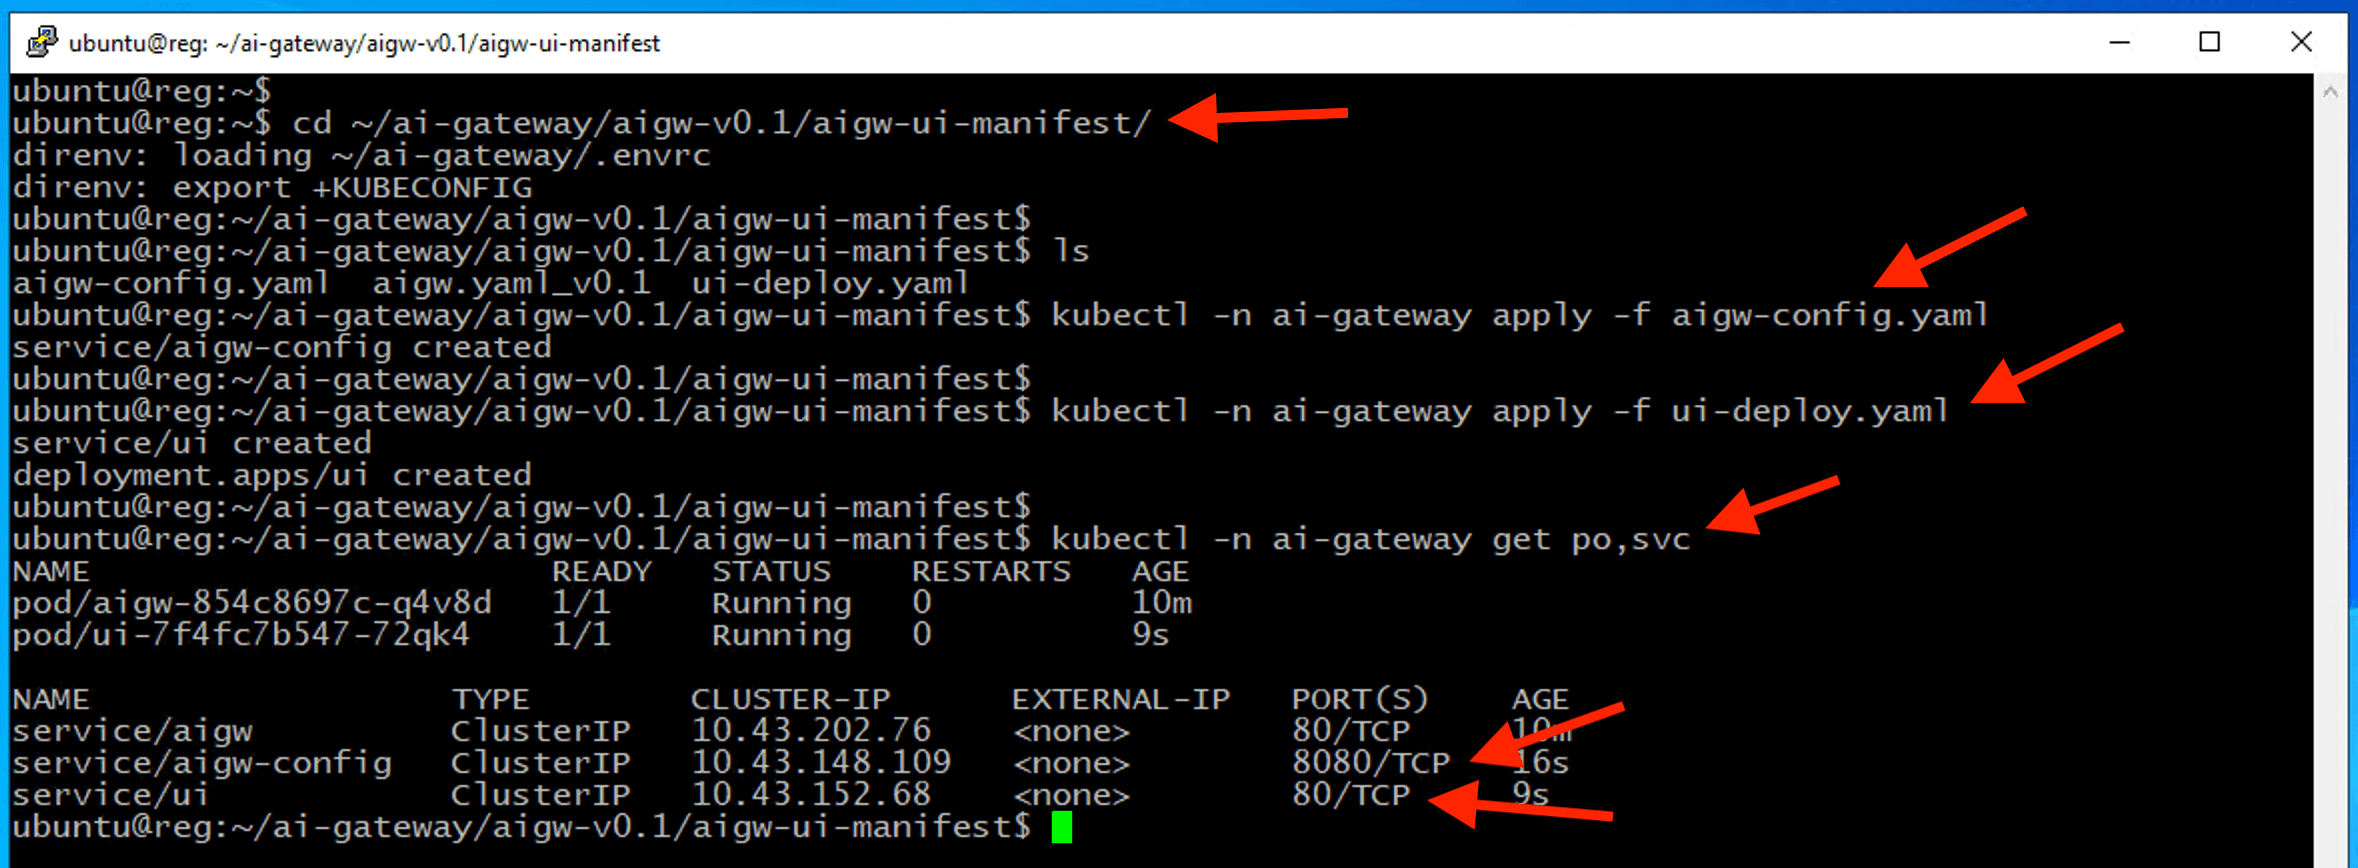 ubuntu@reg: ~/ai-gateway/aigw-v0.1/aigw-ui-manifest
ubuntu@reg:~$
ubuntu@reg:~$ cd ~/ai-gateway/aigw-v0.1/aigw-ui-manifest/
direnv: loading ~/ai-gateway/.envrc
direnv: export +KUBECONFIG
ubuntu@reg:~/ai-gateway/aigw-v0.1/aigw-ui-manifest$
ubuntu@reg:~/ai-gateway/aigw-v0.1/aigw-ui-manifest$ ls
aigw-config.yaml  aigw.yaml_v0.1  ui-deploy.yaml
ubuntu@reg:~/ai-gateway/aigw-v0.1/aigw-ui-manifest$ kubectl -n ai-gateway apply -f aigw-config.yaml
service/aigw-config created
ubuntu@reg:~/ai-gateway/aigw-v0.1/aigw-ui-manifest$
ubuntu@reg:~/ai-gateway/aigw-v0.1/aigw-ui-manifest$ kubectl -n ai-gateway apply -f ui-deploy.yaml
service/ui created
deployment.apps/ui created
ubuntu@reg:~/ai-gateway/aigw-v0.1/aigw-ui-manifest$
ubuntu@reg:~/ai-gateway/aigw-v0.1/aigw-ui-manifest$ kubectl -n ai-gateway get po,svc
NAME                       READY   STATUS    RESTARTS   AGE
pod/aigw-854c8697c-q4v8d   1/1     Running   0          10m
pod/ui-7f4fc7b547-72qk4    1/1     Running   0          9s
NAME                  TYPE        CLUSTER-IP      EXTERNAL-IP   PORT(S)    AGE
service/aigw          ClusterIP   10.43.202.76    <none>        80/TCP     10m
service/aigw-config   ClusterIP   10.43.148.109   <none>        8080/TCP   16s
service/ui            ClusterIP   10.43.152.68    <none>        80/TCP     9s
ubuntu@reg:~/ai-gateway/aigw-v0.1/aigw-ui-manifest$